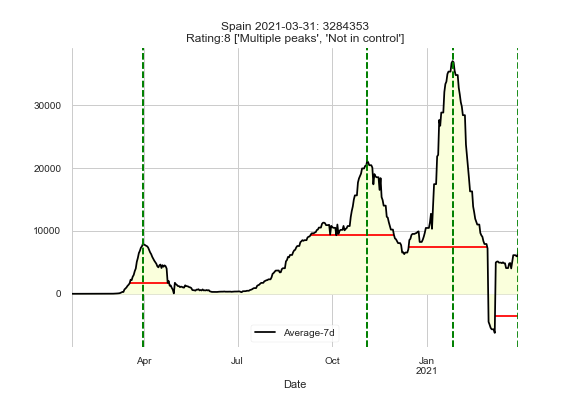 Spain 2021-03-31: 3284353
Rating:8 ['Multiple peaks', 'Not in control']
30000
20000
10000
0
Average-7d
Apr
Jul
Oct
Jan
2021
Date